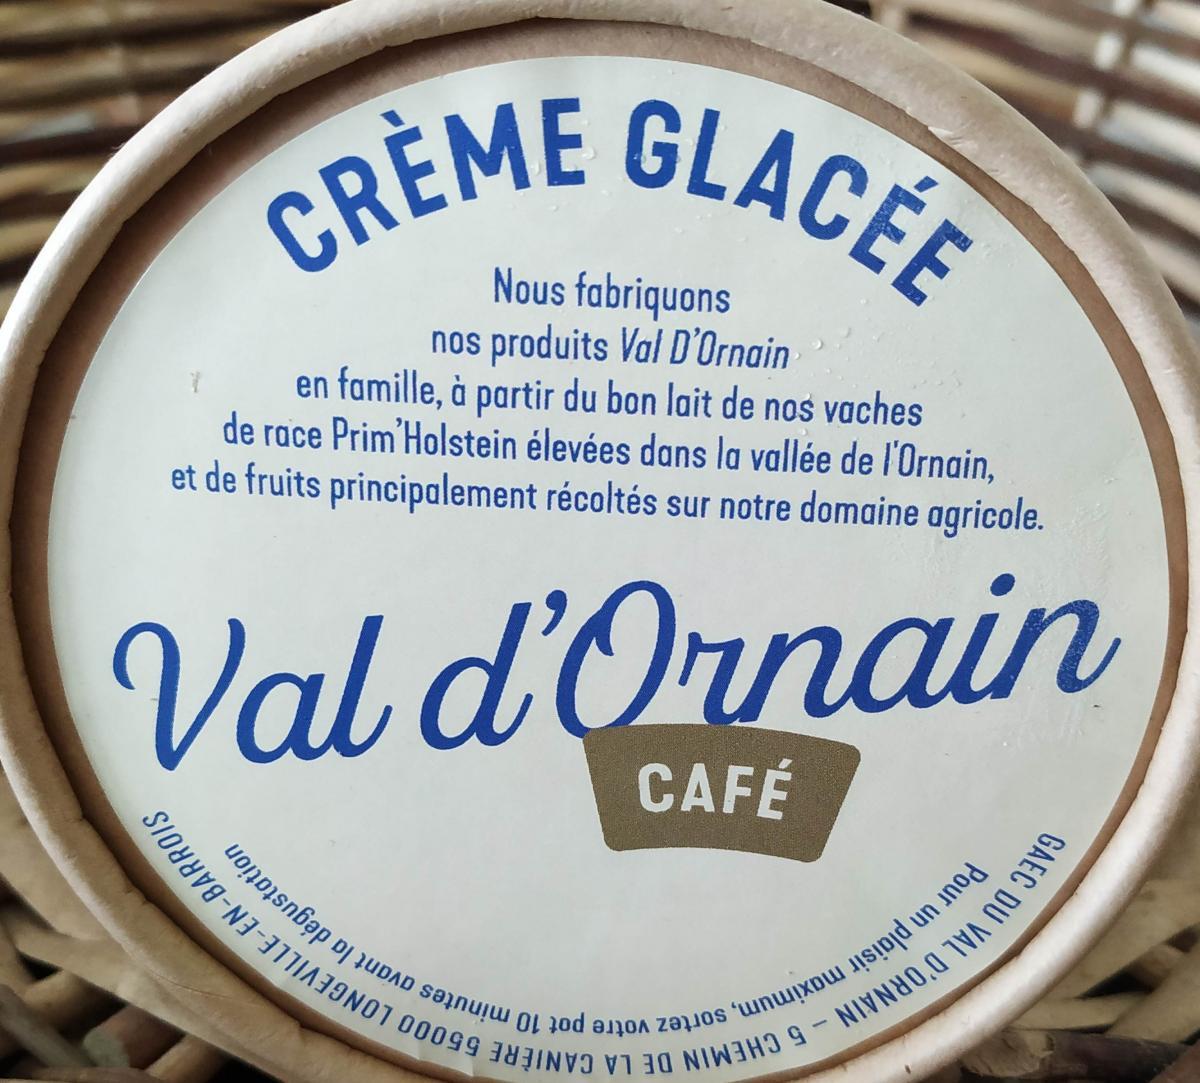 CRÈME GLACÉE
Nous fabriquons
nos produits Val D'Ornain
en famille, à partir du bon lait de nos vaches
de race Prim'Holstein élevées dans la vallée de l'Ornain,
et de fruits principalement récoltés sur notre domaine agricole.
Val d'Ornain
CAFÉ
Pour un plaisir maximum, sortez votre pot 10 minutes avant la dégustation
GAEC DU VAL D'ORNAIN - 5 CHEMIN DE LA CANIÈRE 55000 LONGEVILLE-EN-BARROIS